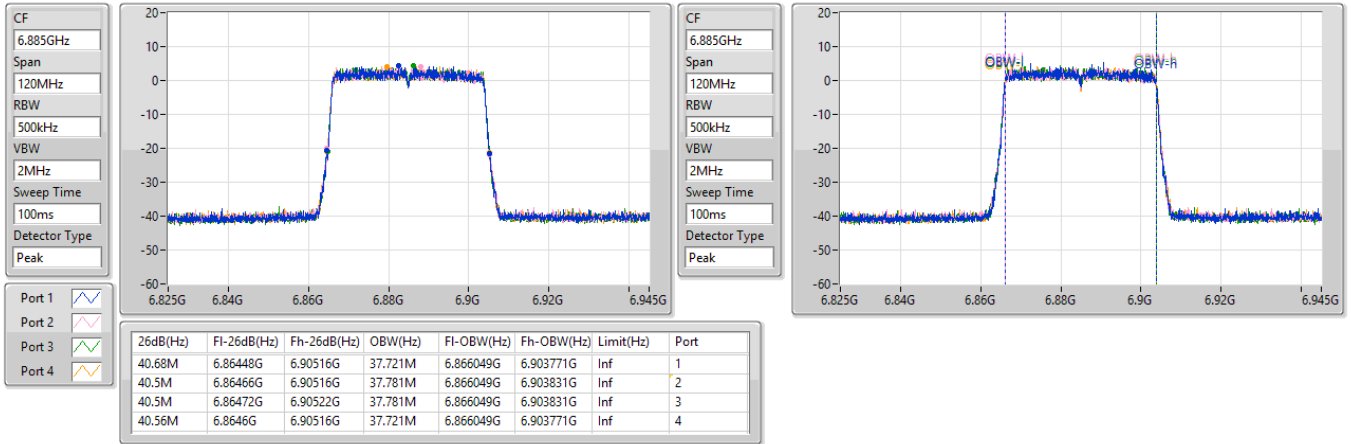 CF
6.885GHz
Span
120MHz
RBW
500kHz
VBW
2MHz
Sweep Time
100ms
Detector Type
Peak
20
10
0
-10
-20
-30
-40
-50
-60
6.825G 6.84G 6.86G 6.88G 6.9G 6.92G 6.945G
CF
6.885GHz
Span
120MHz
RBW
500kHz
VBW
2MHz
Sweep Time
100ms
Detector Type
Peak
20
10
0
-10
-20
-30
-40
-50
-60
OBW-l OBW-h
6.825G 6.84G 6.86G 6.88G 6.9G 6.92G 6.945G
Port 1
Port 2
Port 3
Port 4
26dB(Hz) Fl-26dB(Hz) Fh-26dB(Hz) OBW(Hz) Fl-OBW(Hz) Fh-OBW(Hz) Limit(Hz) Port
40.68M 6.86448G 6.90516G 37.721M 6.866049G 6.903771G Inf 1
40.5M 6.86466G 6.90516G 37.781M 6.866049G 6.903831G Inf 2
40.5M 6.86472G 6.90522G 37.781M 6.866049G 6.903831G Inf 3
40.56M 6.8646G 6.90516G 37.721M 6.866049G 6.903771G Inf 4